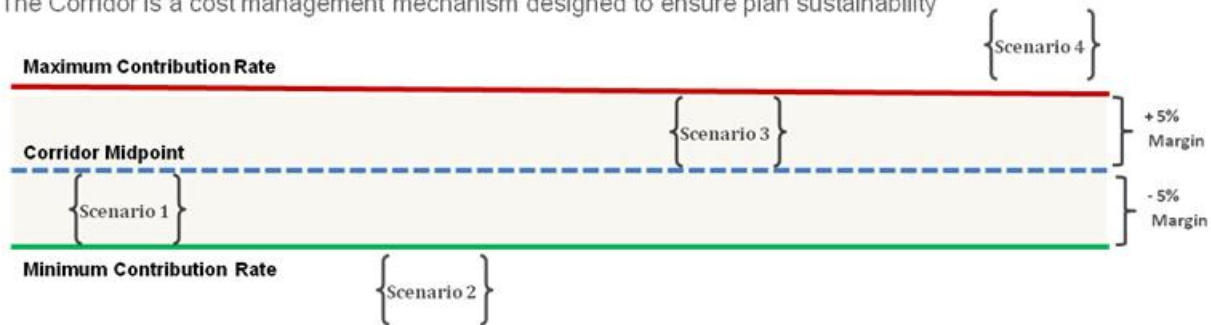 The Corridor is a cost management mechanism designed to ensure plan sustainability
Scenario 4
Maximum Contribution Rate
+ 5%
Margin
Scenario 3
Corridor Midpoint
- 5%
Margin
Scenario 1
Minimum Contribution Rate
Scenario 2